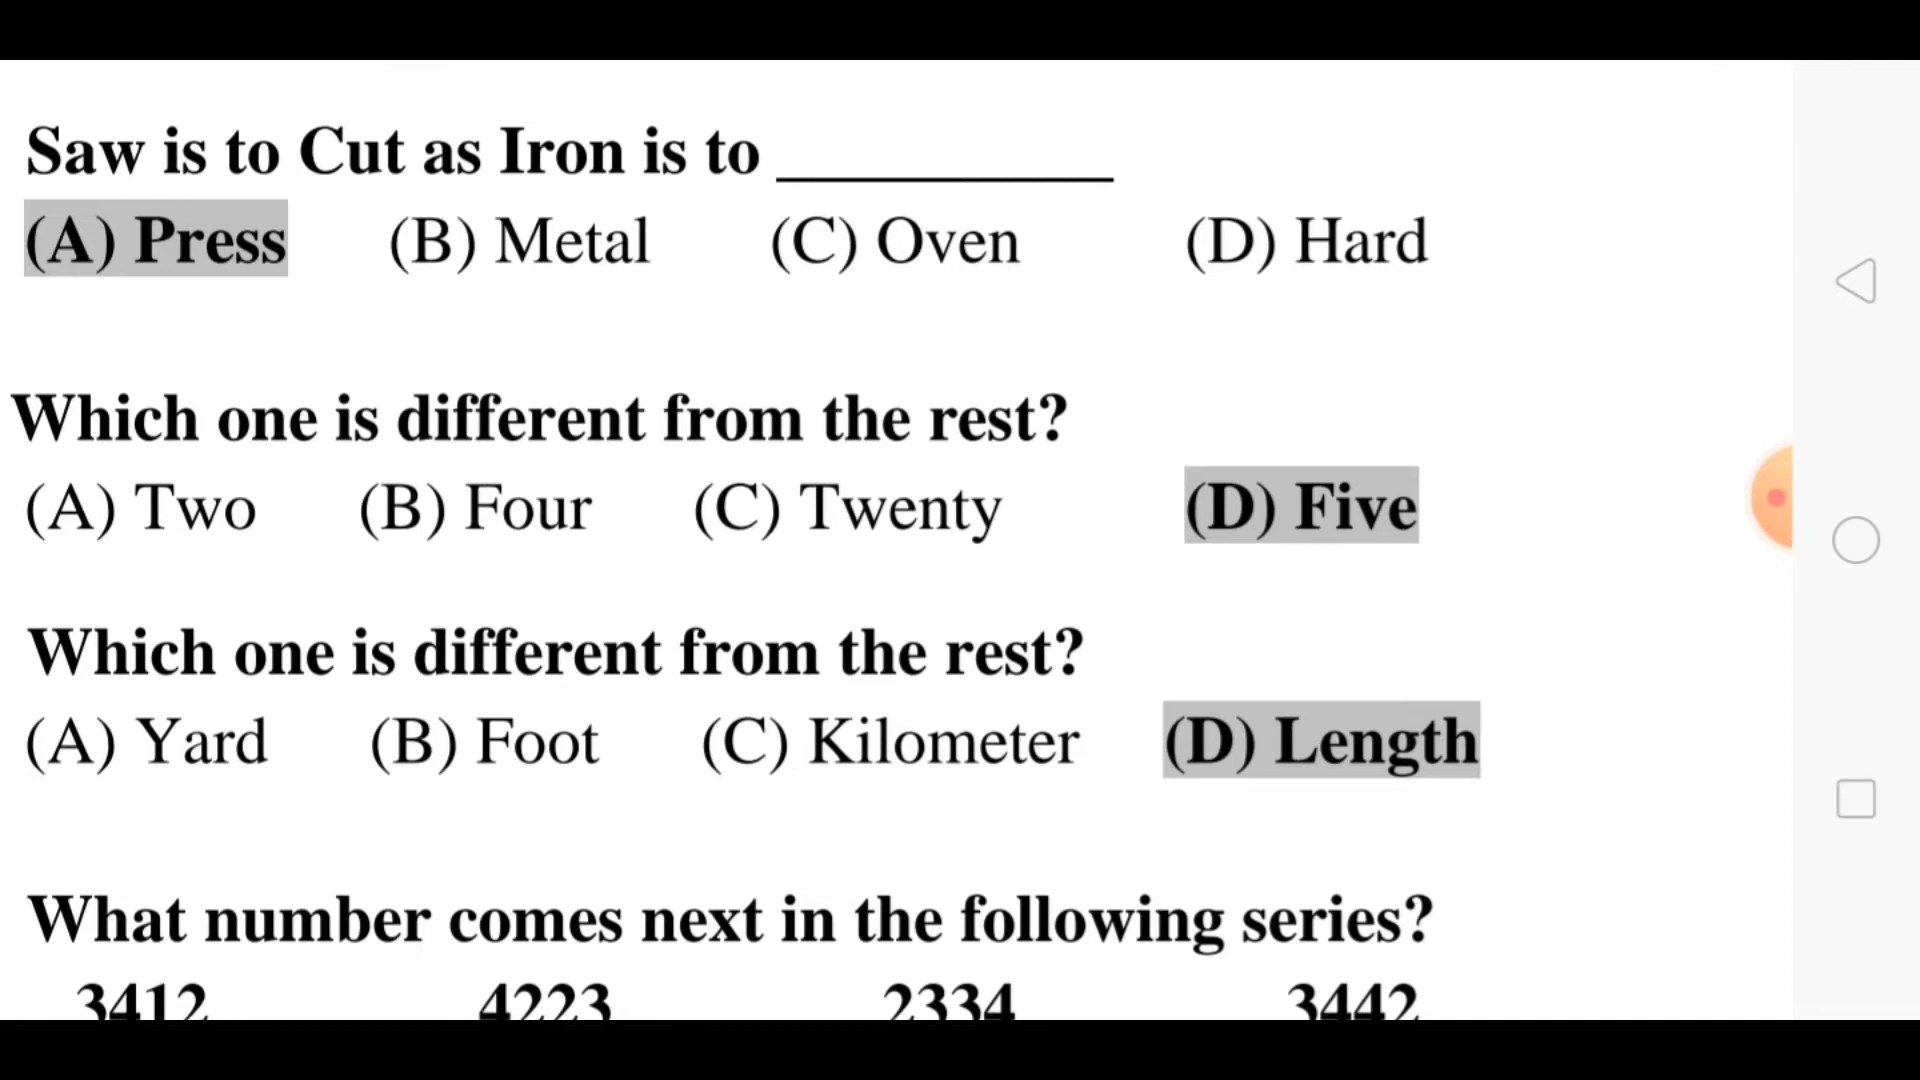 Saw is to Cut as Iron is to __________
(A) Press (B) Metal (C) Oven (D) Hard
Which one is different from the rest?
(A) Two (B) Four (C) Twenty (D) Five
Which one is different from the rest?
(A) Yard (B) Foot (C) Kilometer (D) Length
What number comes next in the following series?
3412 4223 2334 3442